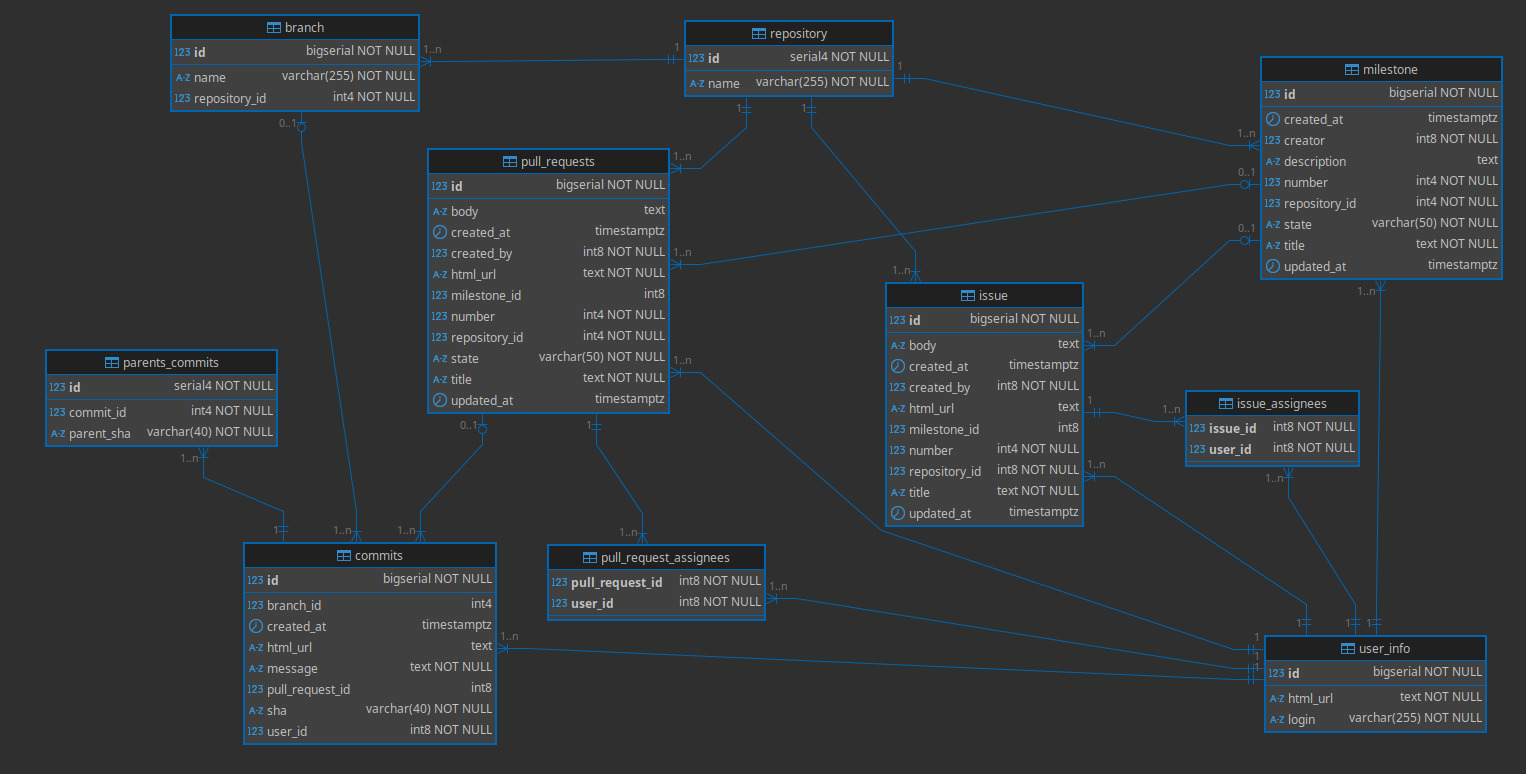 branch
123 id bigserial NOT NULL
A-Z name varchar(255) NOT NULL
123 repository_id int4 NOT NULL
1..n
1
0..1
repository
123 id serial4 NOT NULL
A-Z name varchar(255) NOT NULL
1
1
1
milestone
123 id bigserial NOT NULL
created_at timestamptz
123 creator int8 NOT NULL
A-Z description text
123 number int4 NOT NULL
123 repository_id int4 NOT NULL
A-Z state varchar(50) NOT NULL
A-Z title text NOT NULL
updated_at timestamptz
1..n
0..1
0..1
1..n
pull_requests
123 id bigserial NOT NULL
A-Z body text
created_at timestamptz
123 created_by int8 NOT NULL
A-Z html_url text NOT NULL
123 milestone_id int8
123 number int4 NOT NULL
123 repository_id int4 NOT NULL
A-Z state varchar(50) NOT NULL
A-Z title text NOT NULL
updated_at timestamptz
1..n
1..n
1..n
0..1
1
issue
123 id bigserial NOT NULL
A-Z body text
created_at timestamptz
123 created_by int8 NOT NULL
A-Z html_url text
123 milestone_id int8
123 number int4 NOT NULL
123 repository_id int8 NOT NULL
A-Z title text NOT NULL
updated_at timestamptz
1..n
1..n
1
1..n
parents_commits
123 id serial4 NOT NULL
123 commit_id int4 NOT NULL
A-Z parent_sha varchar(40) NOT NULL
1..n
issue_assignees
123 issue_id int8 NOT NULL
123 user_id int8 NOT NULL
1..n
1..n
commits
123 id bigserial NOT NULL
123 branch_id int4
created_at timestamptz
A-Z html_url text
A-Z message text NOT NULL
123 pull_request_id int8
A-Z sha varchar(40) NOT NULL
123 user_id int8 NOT NULL
1
1..n
1..n
1..n
pull_request_assignees
123 pull_request_id int8 NOT NULL
123 user_id int8 NOT NULL
1..n
1..n
user_info
123 id bigserial NOT NULL
A-Z html_url text NOT NULL
A-Z login varchar(255) NOT NULL
1
1
1
1
1
1